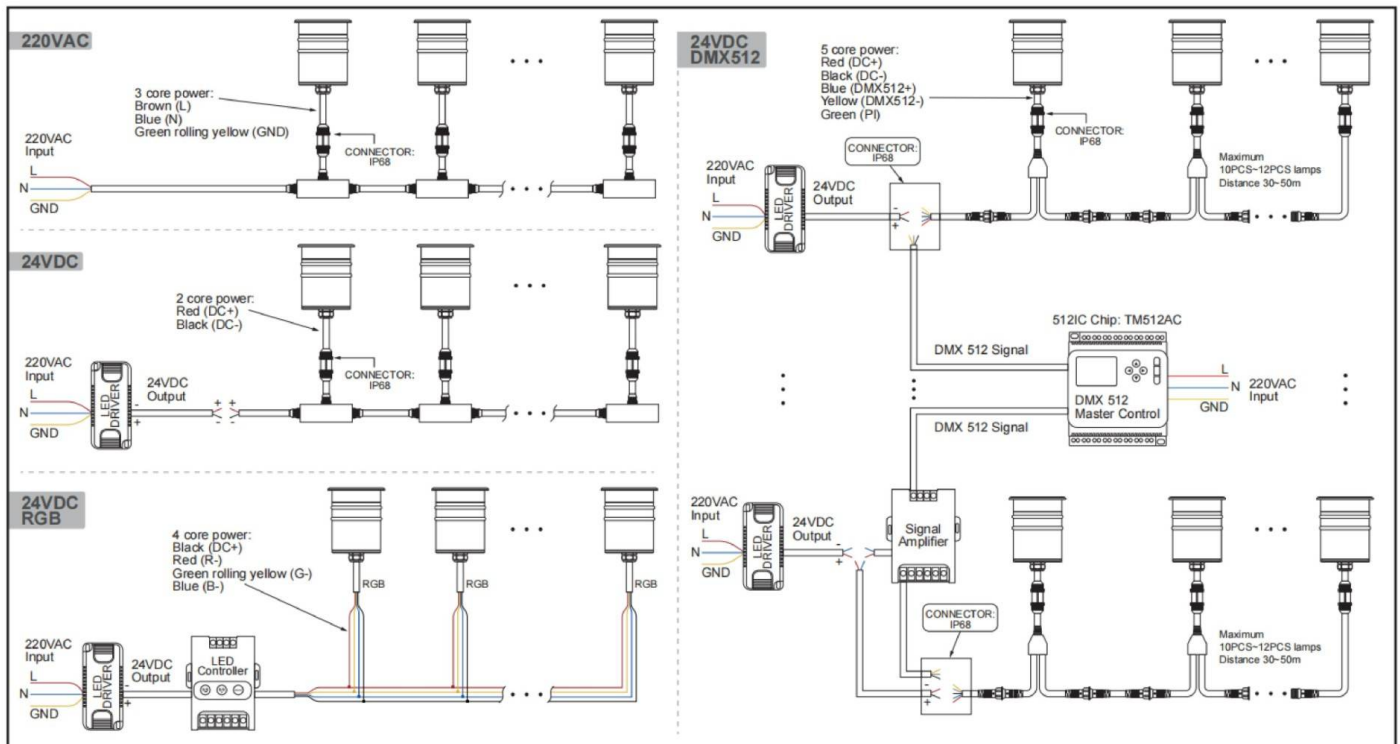 220VAC
3 core power:
Brown (L)
Blue (N)
Green rolling yellow (GND)
220VAC
Input
L
N
GND
CONNECTOR:
IP68
24VDC
2 core power:
Red (DC+)
Black (DC-)
220VAC
Input
L
N
GND
LED
DRIVER
24VDC
Output
-
+
+
-
+
-
CONNECTOR:
IP68
24VDC
RGB
4 core power:
Black (DC+)
Red (R-)
Green rolling yellow (G-)
Blue (B-)
RGB
RGB
RGB
220VAC
Input
L
N
GND
LED
DRIVER
24VDC
Output
-
+
LED
Controller
24VDC
DMX512
5 core power:
Red (DC+)
Black (DC-)
Blue (DMX512+)
Yellow (DMX512-)
Green (PI)
CONNECTOR:
IP68
CONNECTOR:
IP68
220VAC
Input
L
N
GND
LED
DRIVER
24VDC
Output
-
+
Maximum
10PCS~12PCS lamps
Distance 30~50m
512IC Chip: TM512AC
DMX 512 Signal
DMX 512
Master Control
L
N
GND
220VAC
Input
DMX 512 Signal
220VAC
Input
L
N
GND
LED
DRIVER
24VDC
Output
-
+
Signal
Amplifier
CONNECTOR:
IP68
-
+
Maximum
10PCS~12PCS lamps
Distance 30~50m